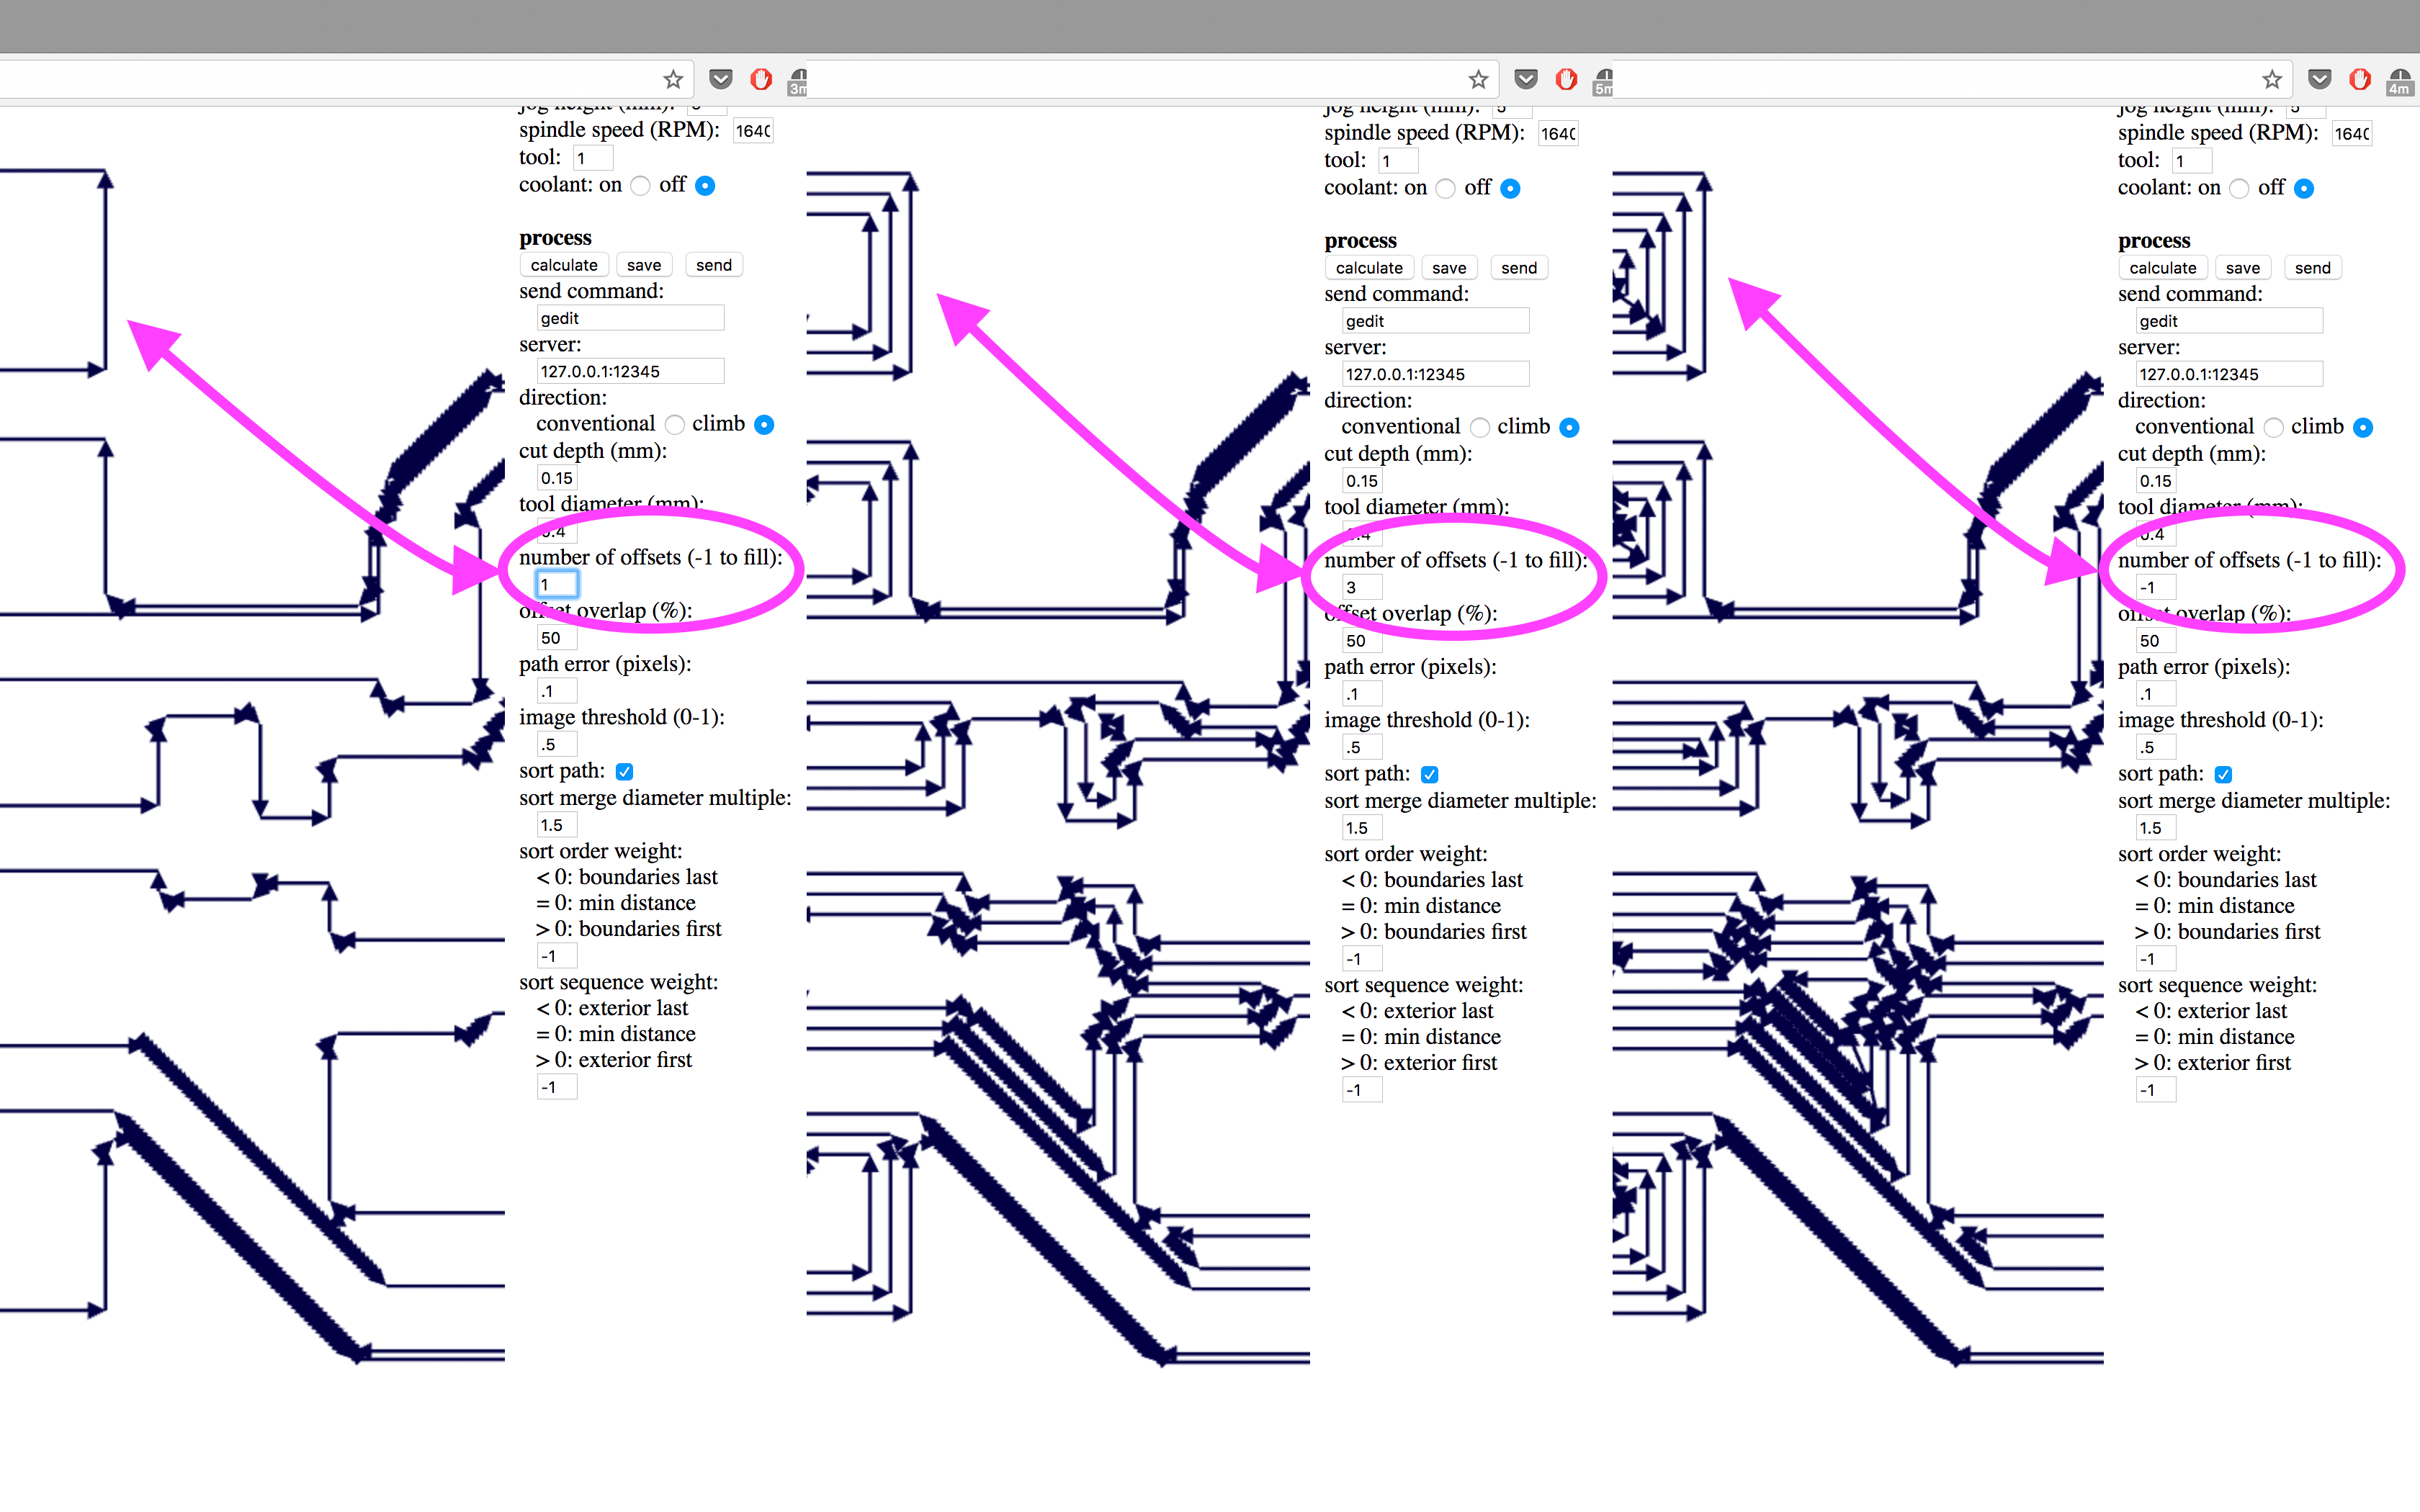 3m
jog height (mm): 5
spindle speed (RPM): 1640
tool: 1
coolant: on off
process
calculate save send
send command:
gedit
server:
127.0.0.1:12345
direction:
conventional climb
cut depth (mm):
0.15
tool diameter (mm):
0.4
number of offsets (-1 to fill):
1
offset overlap (%):
50
path error (pixels):
.1
image threshold (0-1):
.5
sort path:
sort merge diameter multiple:
1.5
sort order weight:
< 0: boundaries last
= 0: min distance
> 0: boundaries first
-1
sort sequence weight:
< 0: exterior last
= 0: min distance
> 0: exterior first
-1
5m
jog height (mm): 5
spindle speed (RPM): 1640
tool: 1
coolant: on off
process
calculate save send
send command:
gedit
server:
127.0.0.1:12345
direction:
conventional climb
cut depth (mm):
0.15
tool diameter (mm):
0.4
number of offsets (-1 to fill):
3
offset overlap (%):
50
path error (pixels):
.1
image threshold (0-1):
.5
sort path:
sort merge diameter multiple:
1.5
sort order weight:
< 0: boundaries last
= 0: min distance
> 0: boundaries first
-1
sort sequence weight:
< 0: exterior last
= 0: min distance
> 0: exterior first
-1
4m
jog height (mm): 5
spindle speed (RPM): 1640
tool: 1
coolant: on off
process
calculate save send
send command:
gedit
server:
127.0.0.1:12345
direction:
conventional climb
cut depth (mm):
0.15
tool diameter (mm):
0.4
number of offsets (-1 to fill):
-1
offset overlap (%):
50
path error (pixels):
.1
image threshold (0-1):
.5
sort path:
sort merge diameter multiple:
1.5
sort order weight:
< 0: boundaries last
= 0: min distance
> 0: boundaries first
-1
sort sequence weight:
< 0: exterior last
= 0: min distance
> 0: exterior first
-1